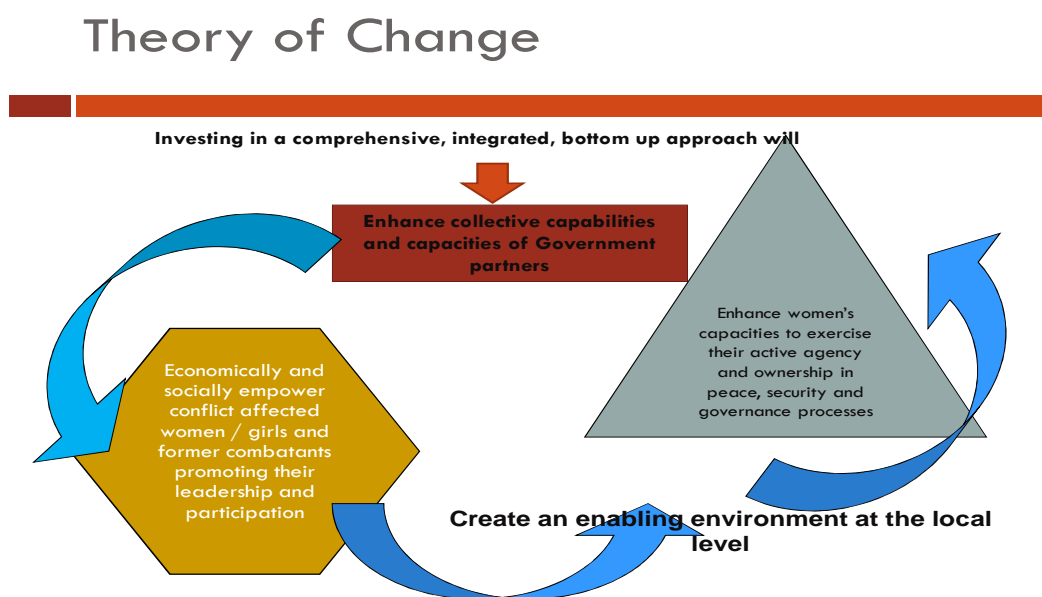 Theory of Change
Investing in a comprehensive, integrated, bottom up approach will
Enhance collective capabilities
and capacities of Government
partners
Economically and
socially empower
conflict affected
women / girls and
former combatants
promoting their
leadership and
participation
Create an enabling environment at the local
level
Enhance women's
capacities to exercise
their active agency
and ownership in
peace, security and
governance processes